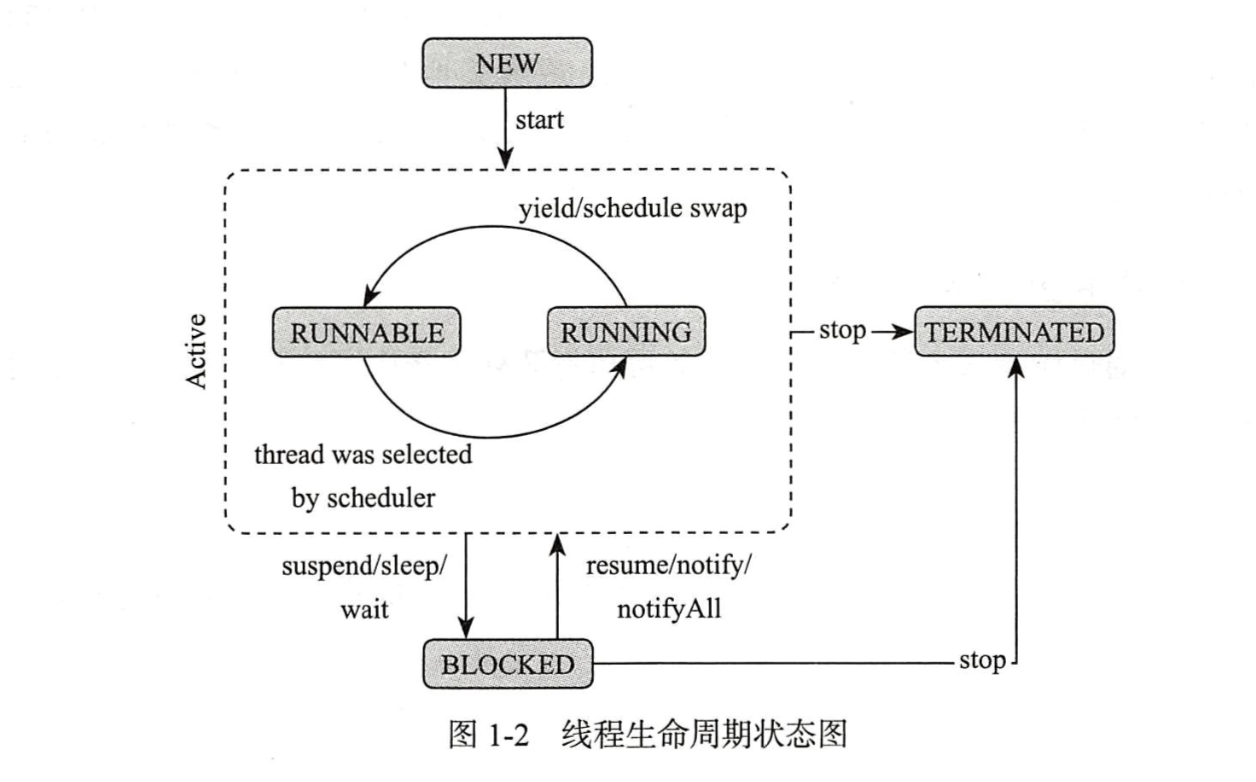 NEW
start
yield/schedule swap
RUNNABLE
RUNNING
stop
TERMINATED
Active
thread was selected
by scheduler
suspend/sleep/
wait
resume/notify/
notifyAll
BLOCKED
stop
图 1-2 线程生命周期状态图